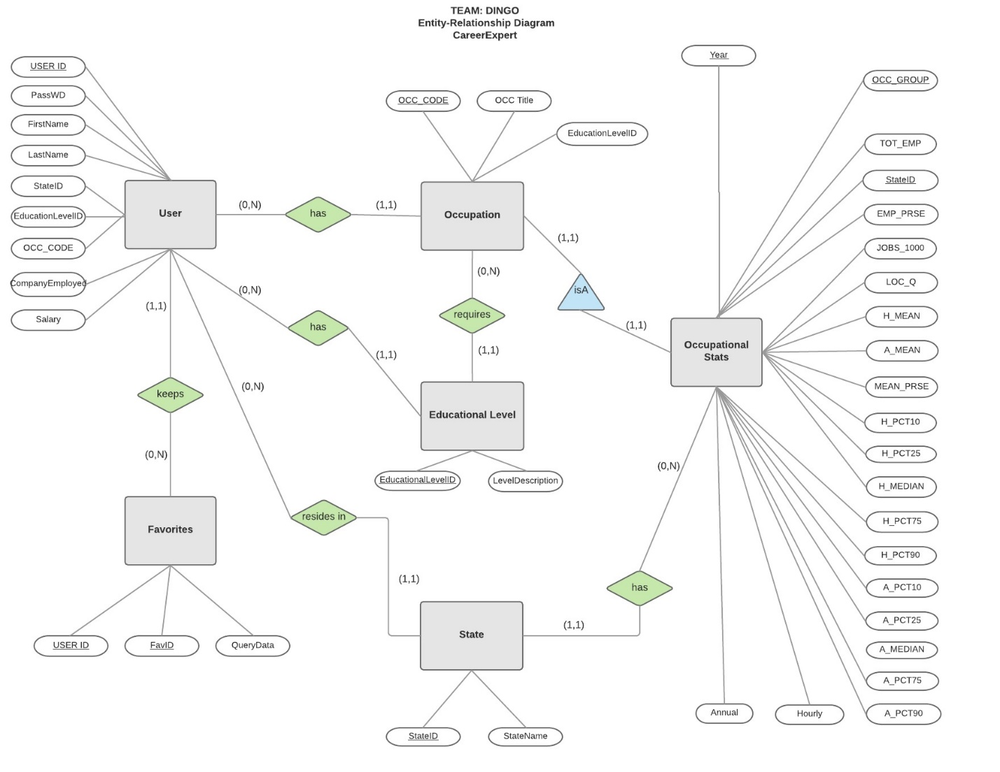 TEAM: DINGO
Entity-Relationship Diagram
CareerExpert
Year
USER ID
OCC_GROUP
PassWD
OCC_CODE
OCC Title
FirstName
EducationLevelID
LastName
TOT_EMP
StateID
StateID
EducationLevelID
OCC_CODE
CompanyEmployed
Salary
User
(0,N)
has
(1,1)
Occupation
EMP_PRSE
(1,1)
JOBS_1000
(0,N)
isA
LOC_Q
(0,N)
(1,1)
requires
H_MEAN
has
(1,1)
(1,1)
(1,1)
Occupational
Stats
A_MEAN
(0,N)
MEAN_PRSE
keeps
Educational Level
H_PCT10
(0,N)
H_PCT25
(0,N)
EducationalLevelID
LevelDescription
H_MEDIAN
resides in
H_PCT75
Favorites
H_PCT90
(1,1)
has
A_PCT10
(1,1)
A_PCT25
State
USER ID
FavID
QueryData
A_MEDIAN
A_PCT75
Annual
Hourly
A_PCT90
StateID
StateName